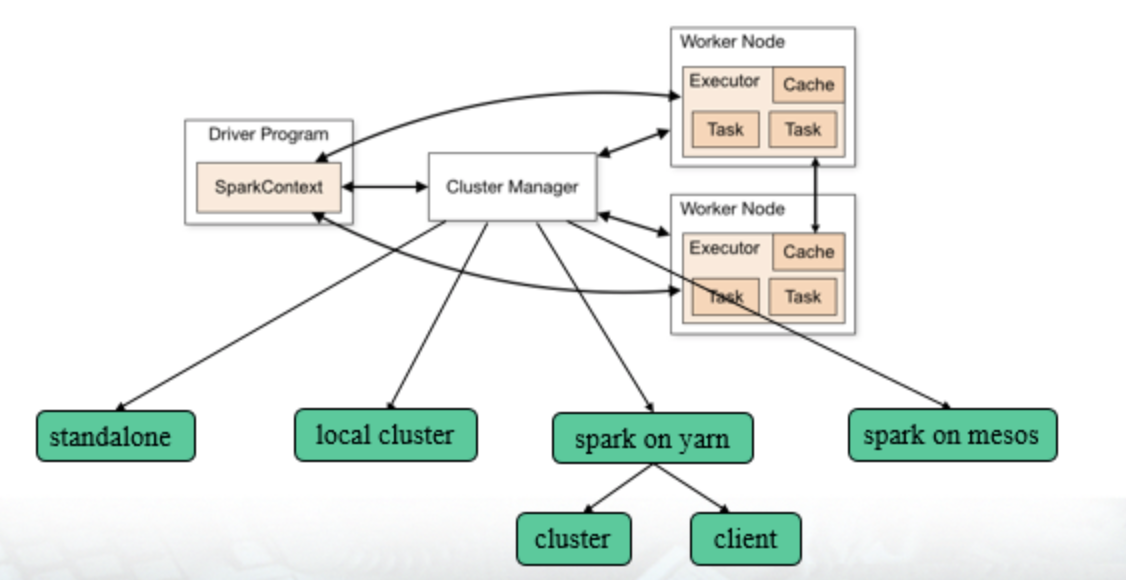 Worker Node
Executor
Cache
Task
Task
Driver Program
SparkContext
Cluster Manager
Worker Node
Executor
Cache
Task
Task
standalone
local cluster
spark on yarn
spark on mesos
cluster
client